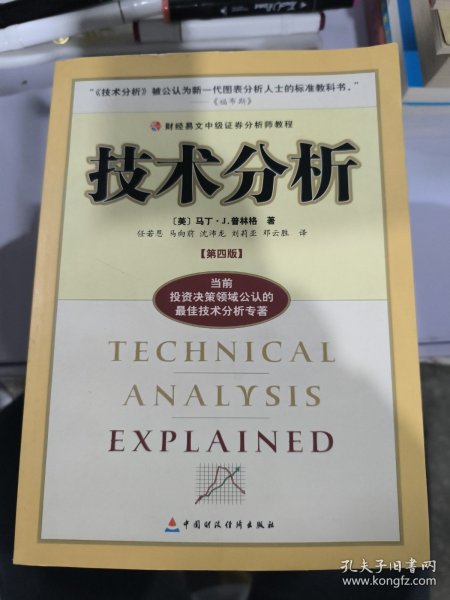 “《技术分析》被公认为新一代图表分析人士的标准教科书。”
——《福布斯》
财经易文中级证券分析师教程
技术分析
〔美〕马丁·J.普林格 著
任若恩 马向前 沈沛龙 刘莉亚 邓云胜 译
【第四版】
当前
投资决策领域公认的
最佳技术分析专著
TECHNICAL
ANALYSIS
EXPLAINED
中国财政经济出版社
孔夫子旧书网
www.kongfz.com